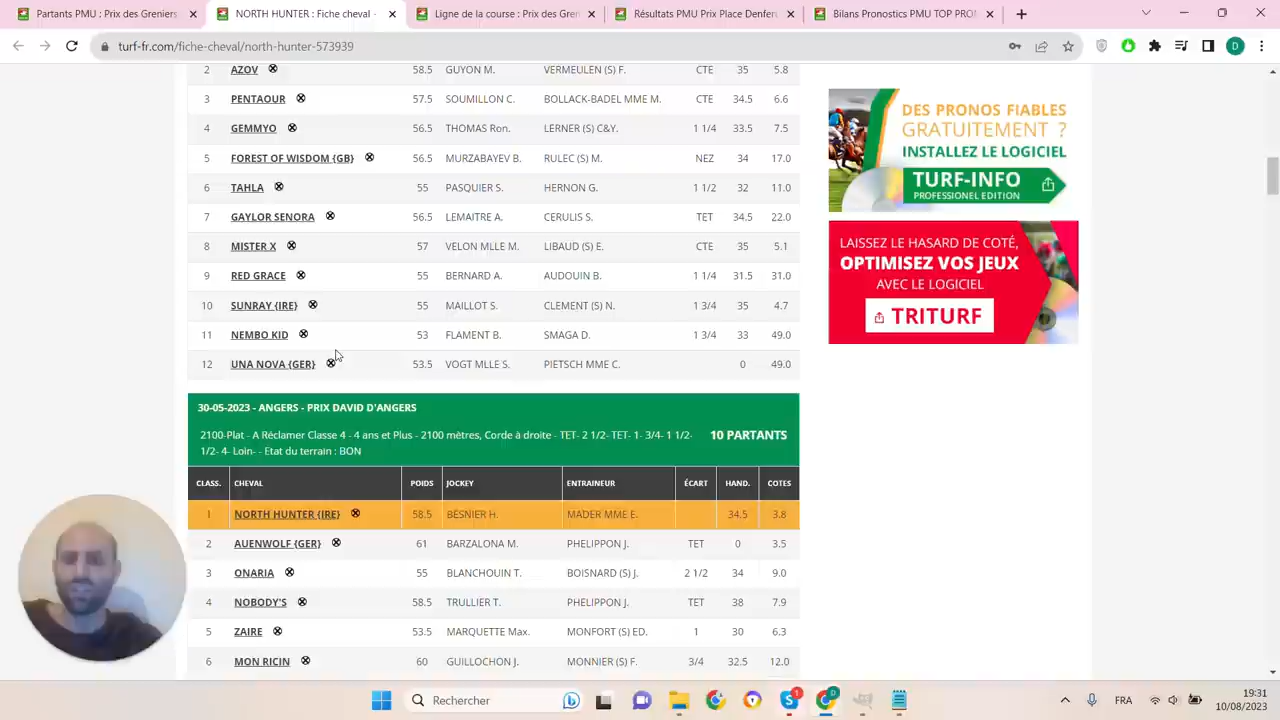 Partants PMU du Grand
North Hunter : Fiche cheval
Ligne de la course : Prix de Gren
Résultats PMU Prix Dar Handi
Bilans Pronostics PMU TOP PRO
turf-fr.com/fiche-cheval/north-hunter-573939
D
2 AZOV 58.5 GUYON M. VERMEULEN (S) F. CTE 35 5.8
3 PENTAOUR 57.5 SOUMILLON C. BOLLACK-BADEL MME M. CTE 34.5 6.6
4 GEMMYO 56.5 THOMAS Ron. LERNER (S) C&Y. 1 1/4 33.5 7.5
5 FOREST OF WISDOM {GB} 56.5 MURZABAYEV B. RULEC (S) M. NEZ 34 17.0
6 TAHLA 55 PASQUIER S. HERNON G. 1 1/2 32 11.0
7 GAYLOR SENORA 56.5 LEMAITRE A. CERULIS S. TET 34.5 22.0
8 MISTER X 57 VELON MLLE M. LIBAUD (S) E. CTE 35 5.1
9 RED GRACE 55 BERNARD A. AUDOUIN B. 1 1/4 31.5 31.0
10 SUNRAY {IRE} 55 MAILLOT S. CLEMENT (S) N. 1 3/4 35 4.7
11 NEMBO KID 53 FLAMENT B. SMAGA D. 1 3/4 33 49.0
12 UNA NOVA {GER} 53.5 VOGT MLLE S. PIETSCH MME C. 0 49.0
30-05-2023 - ANGERS - PRIX DAVID D'ANGERS
2100-Plat - A Réclamer Classe 4 - 4 ans et Plus - 2100 mètres, Corde à droite - TET- 2 1/2- TET- 1- 3/4- 1 1/2-
1/2- 4- Loin- - Etat du terrain : BON
10 PARTANTS
CLASS. CHEVAL POIDS JOCKEY ENTRAINEUR ÉCART HAND. COTES
1 NORTH HUNTER {IRE} 58.5 BESNIER H. MADER MME E. 34.5 3.8
2 AUENWOLF {GER} 61 BARZALONA M. PHELIPPON J. TET 0 3.5
3 ONARIA 55 BLANCHOUIN T. BOISNARD (S) J. 2 1/2 34 9.0
4 NOBODY'S 58.5 TRULLIER T. PHELIPPON J. TET 38 7.9
5 ZAIRE 53.5 MARQUETTE Max. MONFORT (S) ED. 1 30 6.3
6 MON RICIN 60 GUILLOCHON J. MONNIER (S) F. 3/4 32.5 12.0
DES PRONOS FIABLES
GRATUITEMENT ?
INSTALLEZ LE LOGICIEL
TURF-INFO
PROFESSIONEL EDITION
LAISSEZ LE HASARD DE COTÉ,
OPTIMISEZ VOS JEUX
AVEC LE LOGICIEL
TRITURF
Rechercher
FRA
19:31
10/08/2023